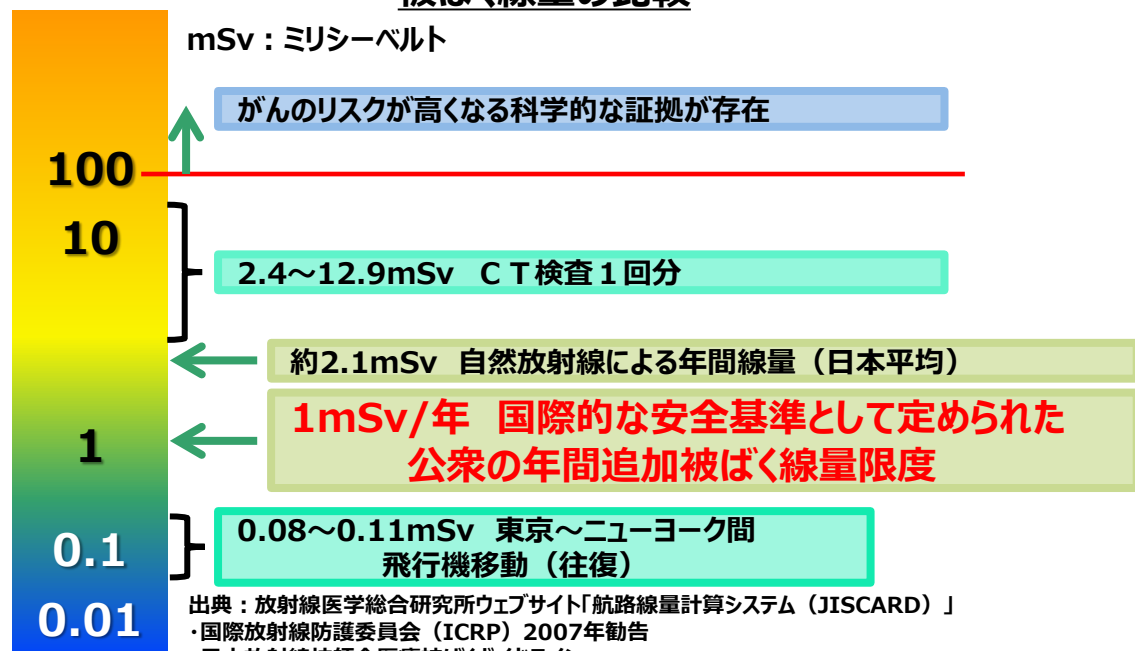 被ばく線量の比較
mSv：ミリシーベルト
がんのリスクが高くなる科学的な証拠が存在
100
10
2.4～12.9mSv ＣＴ検査１回分
約2.1mSv 自然放射線による年間線量（日本平均）
1mSv/年 国際的な安全基準として定められた
公衆の年間追加被ばく線量限度
1
0.08～0.11mSv 東京～ニューヨーク間
飛行機移動（往復）
0.1
0.01
出典：放射線医学総合研究所ウェブサイト「航路線量計算システム（JISCARD）」
・国際放射線防護委員会（ICRP）2007年勧告